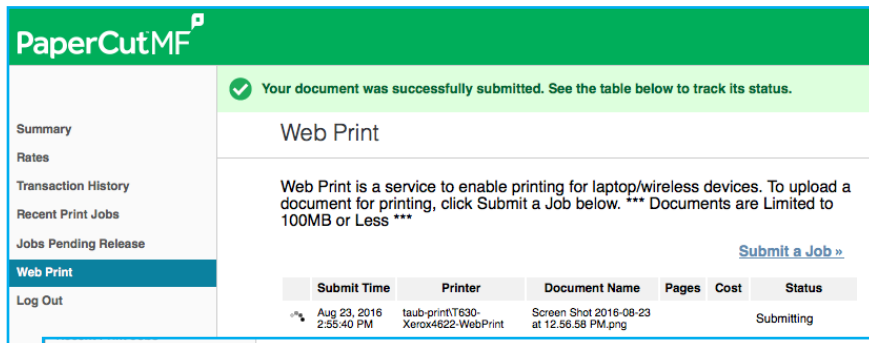 PaperCutMF
Your document was successfully submitted. See the table below to track its status.
Summary
Rates
Transaction History
Recent Print Jobs
Jobs Pending Release
Web Print
Log Out
Web Print
Web Print is a service to enable printing for laptop/wireless devices. To upload a
document for printing, click Submit a Job below. *** Documents are Limited to
100MB or Less ***
Submit a Job »
Submit Time Printer Document Name Pages Cost Status
Aug 23, 2016 taub-print\T630- Screen Shot 2016-08-23 Submitting
2:55:40 PM Xerox4622-WebPrint at 12.56.58 PM.png